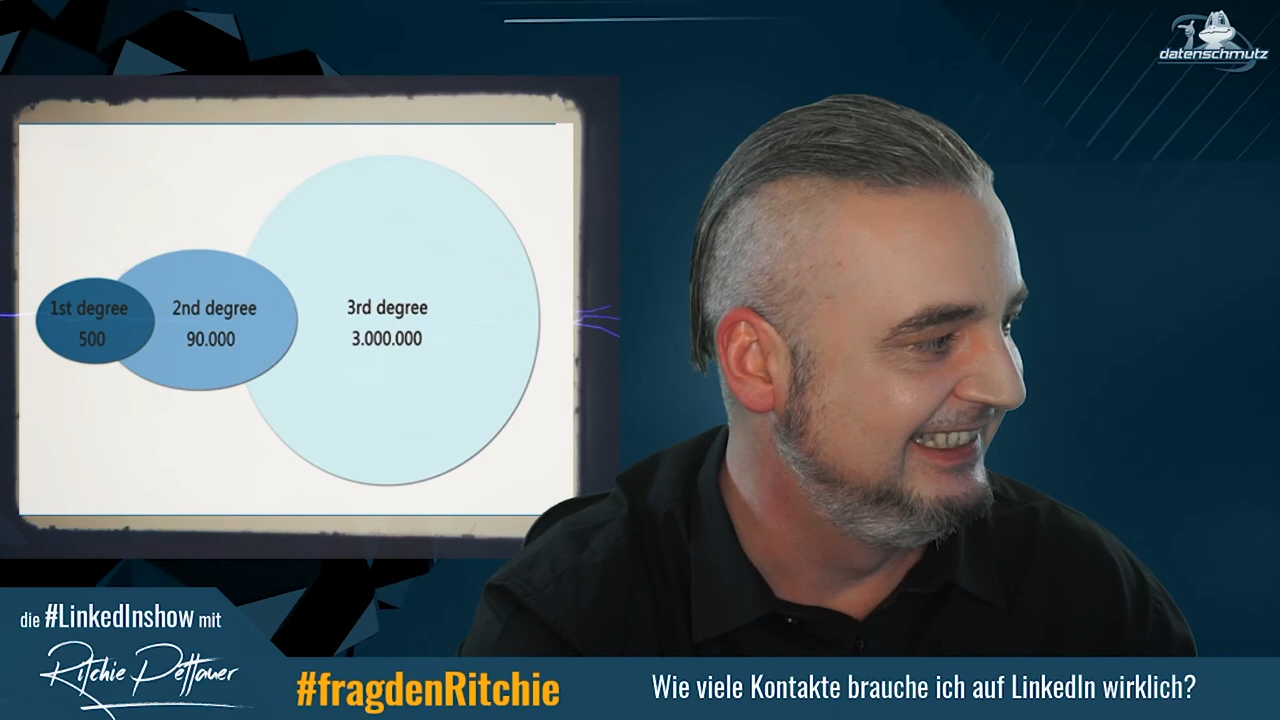 datenschmutz
1st degree
500
2nd degree
90.000
3rd degree
3.000.000
die #LinkedInshow mit
Ritchie Pettauer
#fragdenRitchie
Wie viele Kontakte brauche ich auf LinkedIn wirklich?